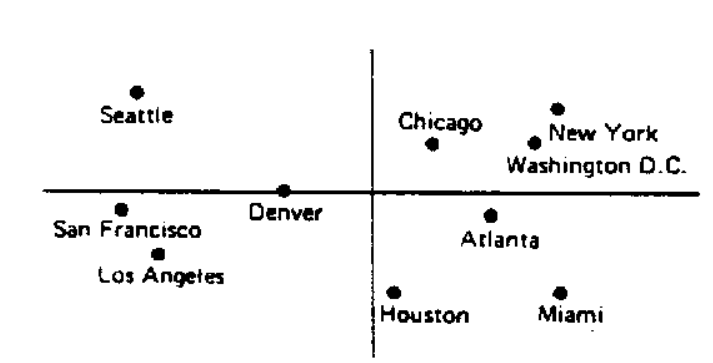 Seattle
Chicago
New York
Washington D.C.
Denver
San Francisco
Atlanta
Los Angeles
Houston
Miami